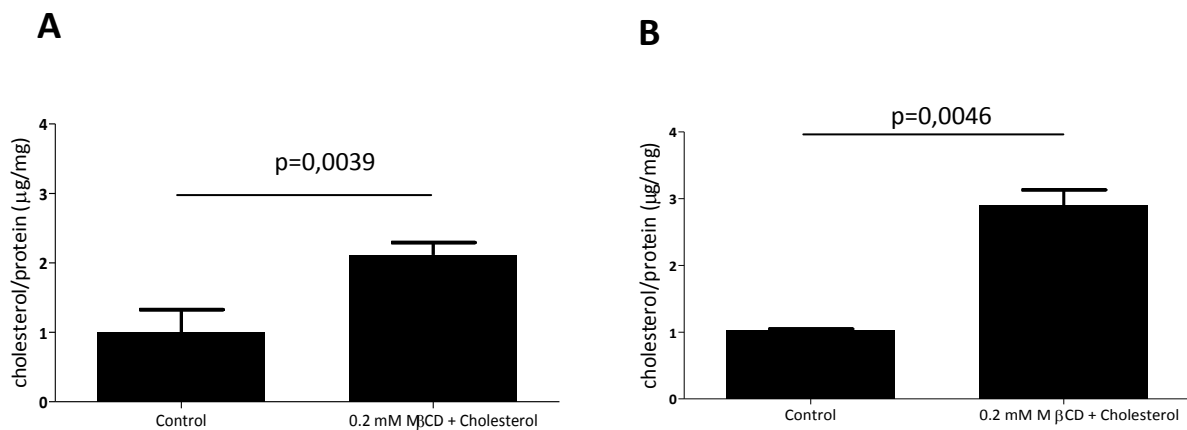 A
cholesterol/protein (µg/mg)
4
3
2
1
0
p=0,0039
Control
0.2 mM MβCD + Cholesterol
B
cholesterol/protein (µg/mg)
4
3
2
1
0
p=0,0046
Control
0.2 mM M βCD + Cholesterol